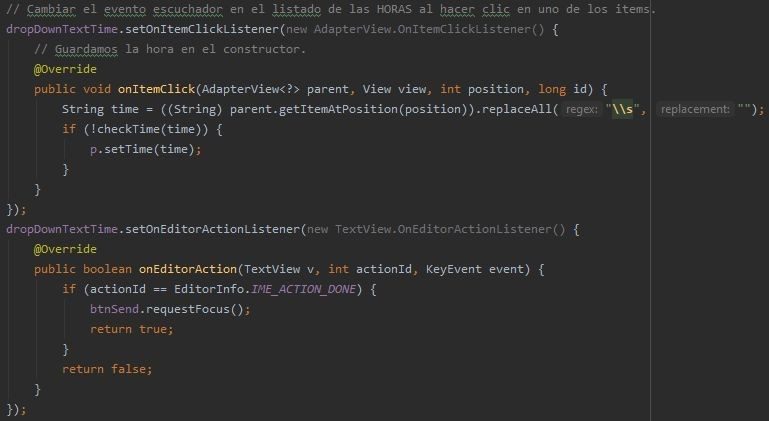 // Cambiar el evento escuchador en el listado de las HORAS al hacer clic en uno de los items.
dropDownTextTime.setOnItemClickListener(new AdapterView.OnItemClickListener() {
// Guardamos la hora en el constructor.
@Override
public void onItemClick(AdapterView<?> parent, View view, int position, long id) {
String time = ((String) parent.getItemAtPosition(position)).replaceAll( regex: "\\s", replacement: "");
if (!checkTime(time)) {
p.setTime(time);
}
}
});
dropDownTextTime.setOnEditorActionListener(new TextView.OnEditorActionListener() {
@Override
public boolean onEditorAction(TextView v, int actionId, KeyEvent event) {
if (actionId == EditorInfo.IME_ACTION_DONE) {
btnSend.requestFocus();
return true;
}
return false;
}
});